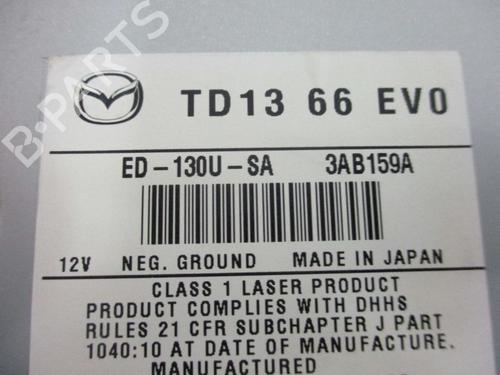 B-PARTS
TD13 66 EV0
ED-130U-SA 3AB159A
12V NEG. GROUND MADE IN JAPAN
CLASS 1 LASER PRODUCT
PRODUCT COMPLIES WITH DHHS
RULES 21 CFR SUBCHAPTER J PART
1040:10 AT DATE OF MANUFACTURE.
MANUFACTURED